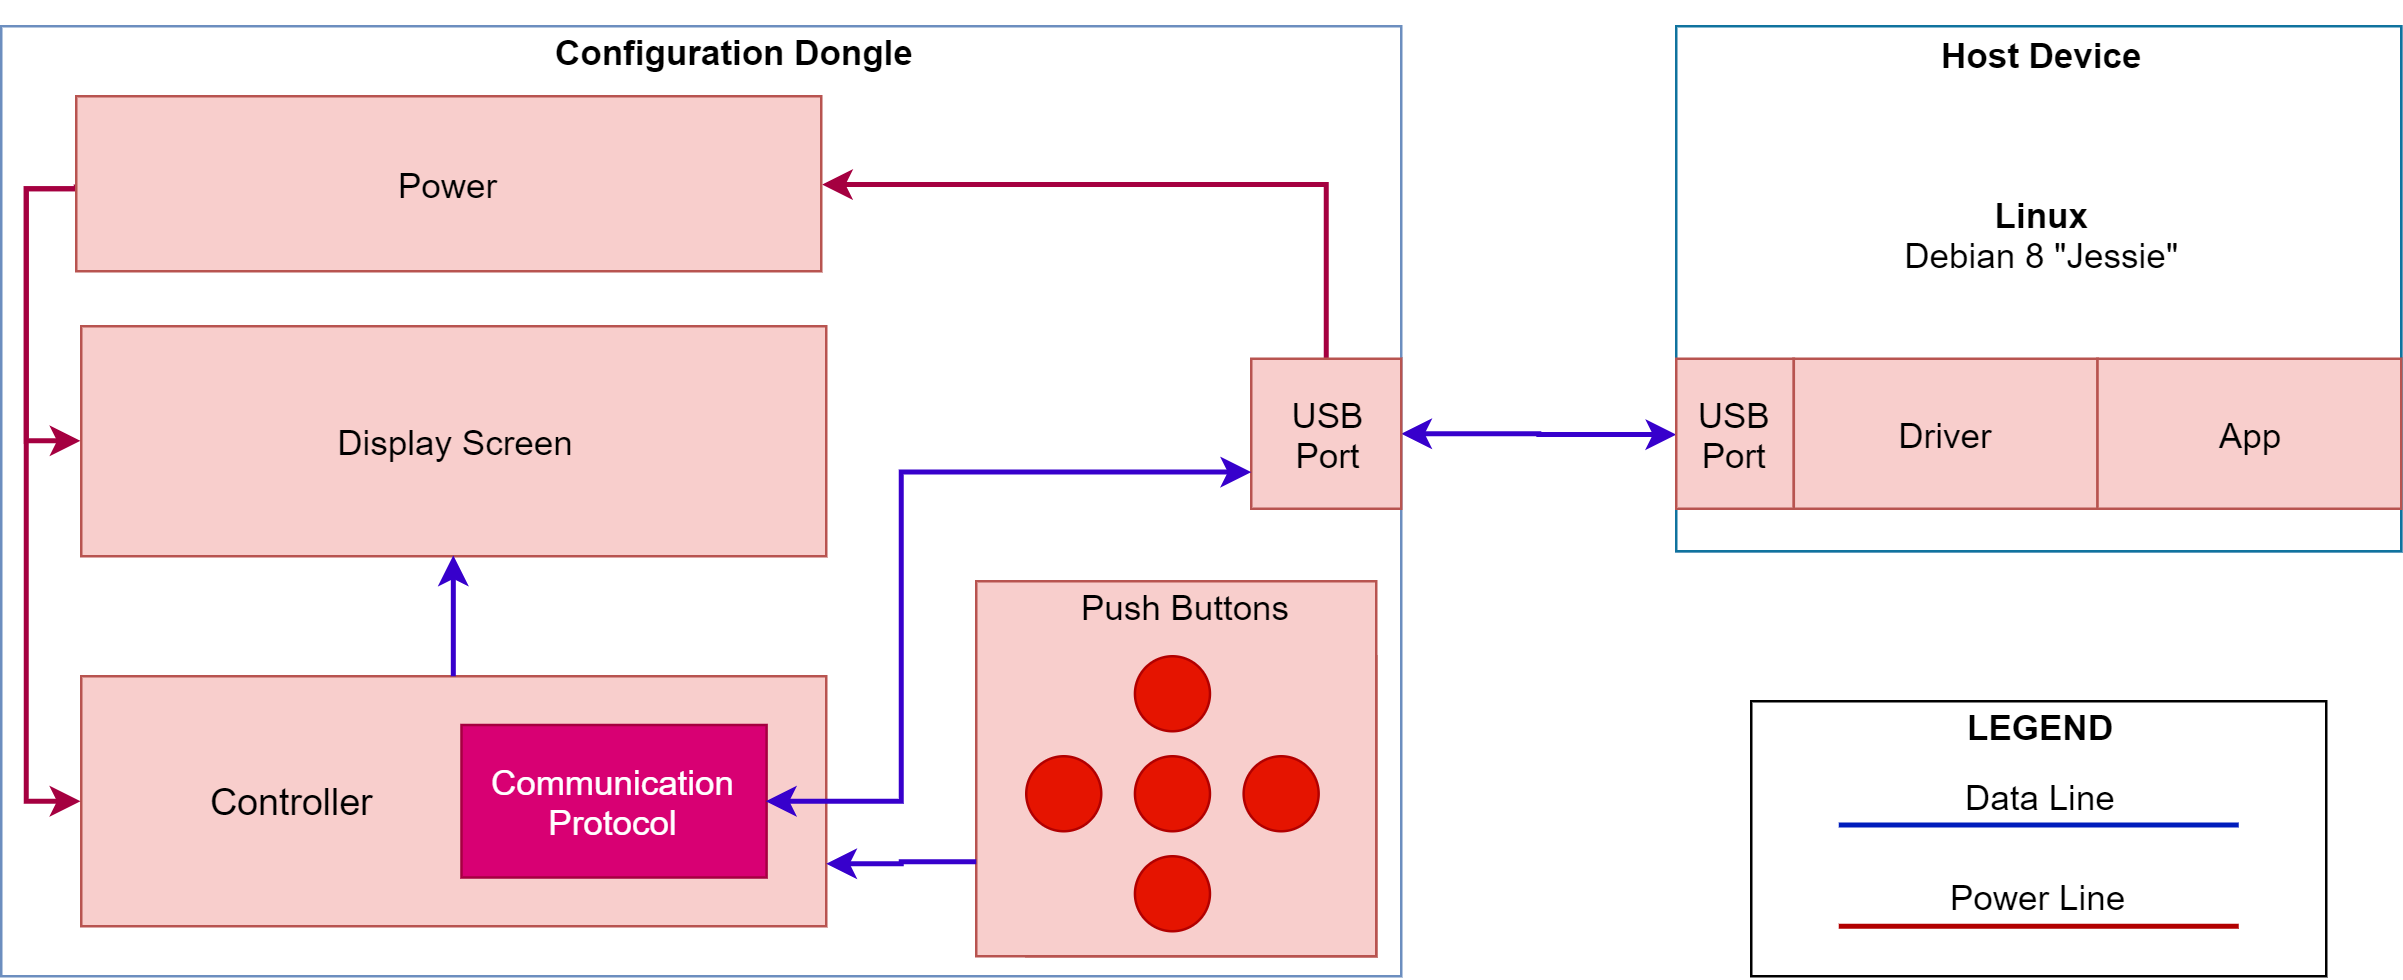 Configuration Dongle
Power
Display Screen
Controller
Communication
Protocol
USB
Port
Push Buttons
Host Device
Linux
Debian 8 "Jessie"
USB
Port
Driver
App
LEGEND
Data Line
Power Line